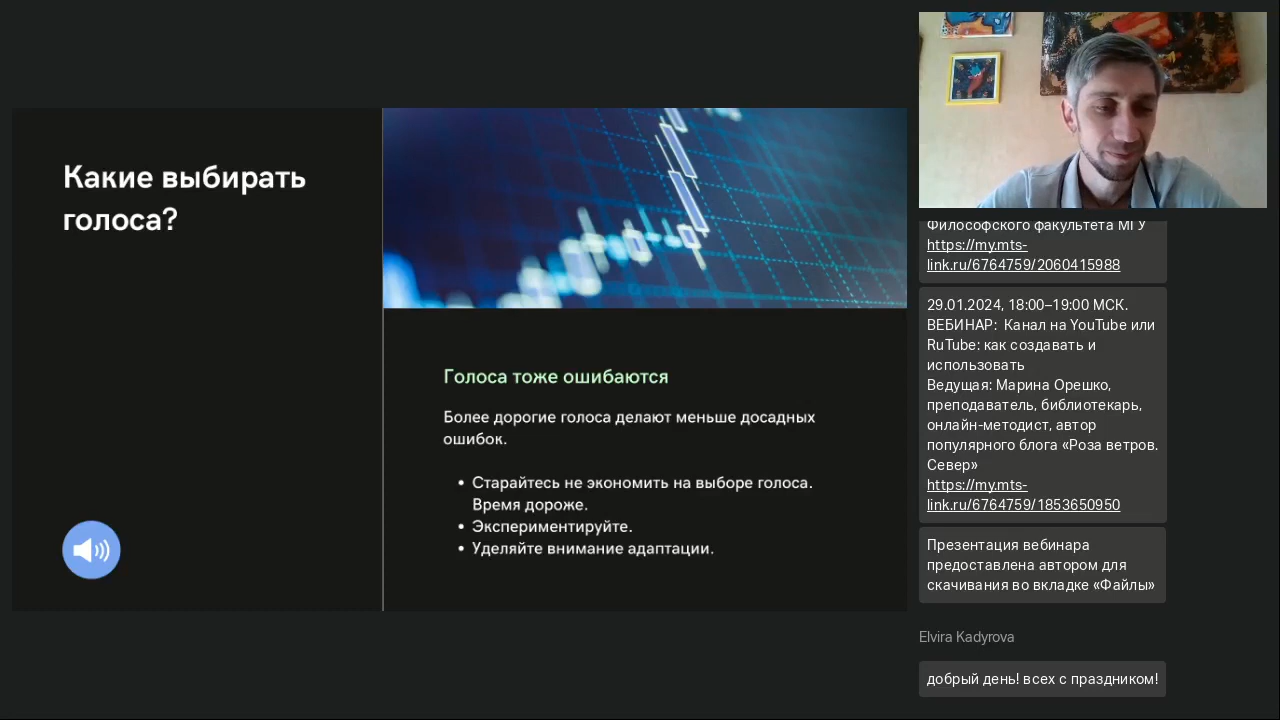 Какие выбирать
голоса?
Голоса тоже ошибаются
Более дорогие голоса делают меньше досадных
ошибок.
• Старайтесь не экономить на выборе голоса.
Время дороже.
• Экспериментируйте.
• Уделяйте внимание адаптации.
Философского факультета МГУ
https://my.mts-
link.ru/6764759/2060415988
29.01.2024, 18:00–19:00 МСК.
ВЕБИНАР: Канал на YouTube или
RuTube: как создавать и
использовать
Ведущая: Марина Орешко,
преподаватель, библиотекарь,
онлайн-методист, автор
популярного блога «Роза ветров.
Север»
https://my.mts-
link.ru/6764759/1853650950
Презентация вебинара
предоставлена автором для
скачивания во вкладке «Файлы»
Elvira Kadyrova
добрый день! всех с праздником!